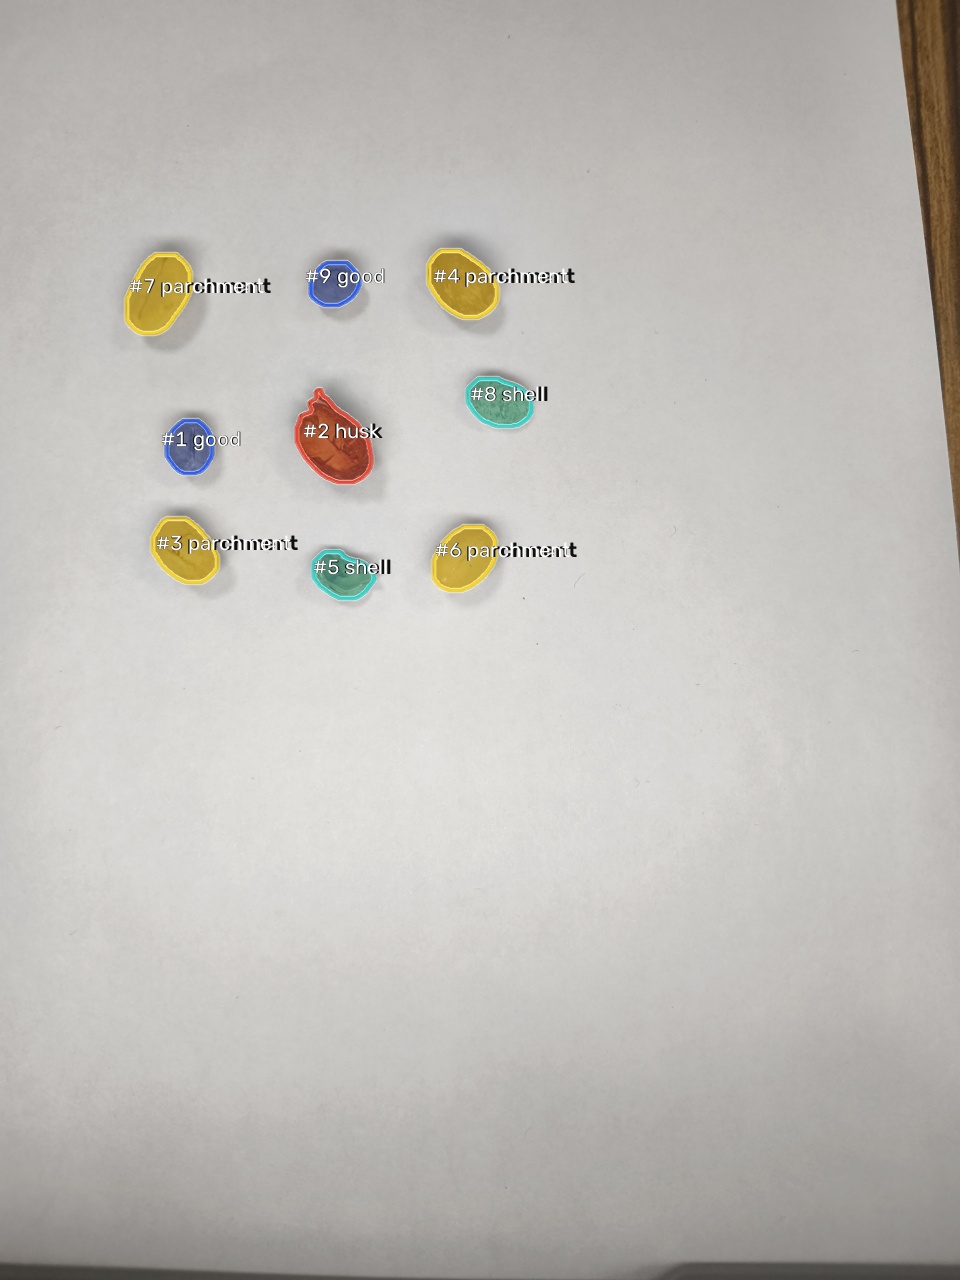 #7 parchment
#9 good
#4 parchment
#8 shell
#1 good
#2 husk
#3 parchment
#5 shell
#6 parchment